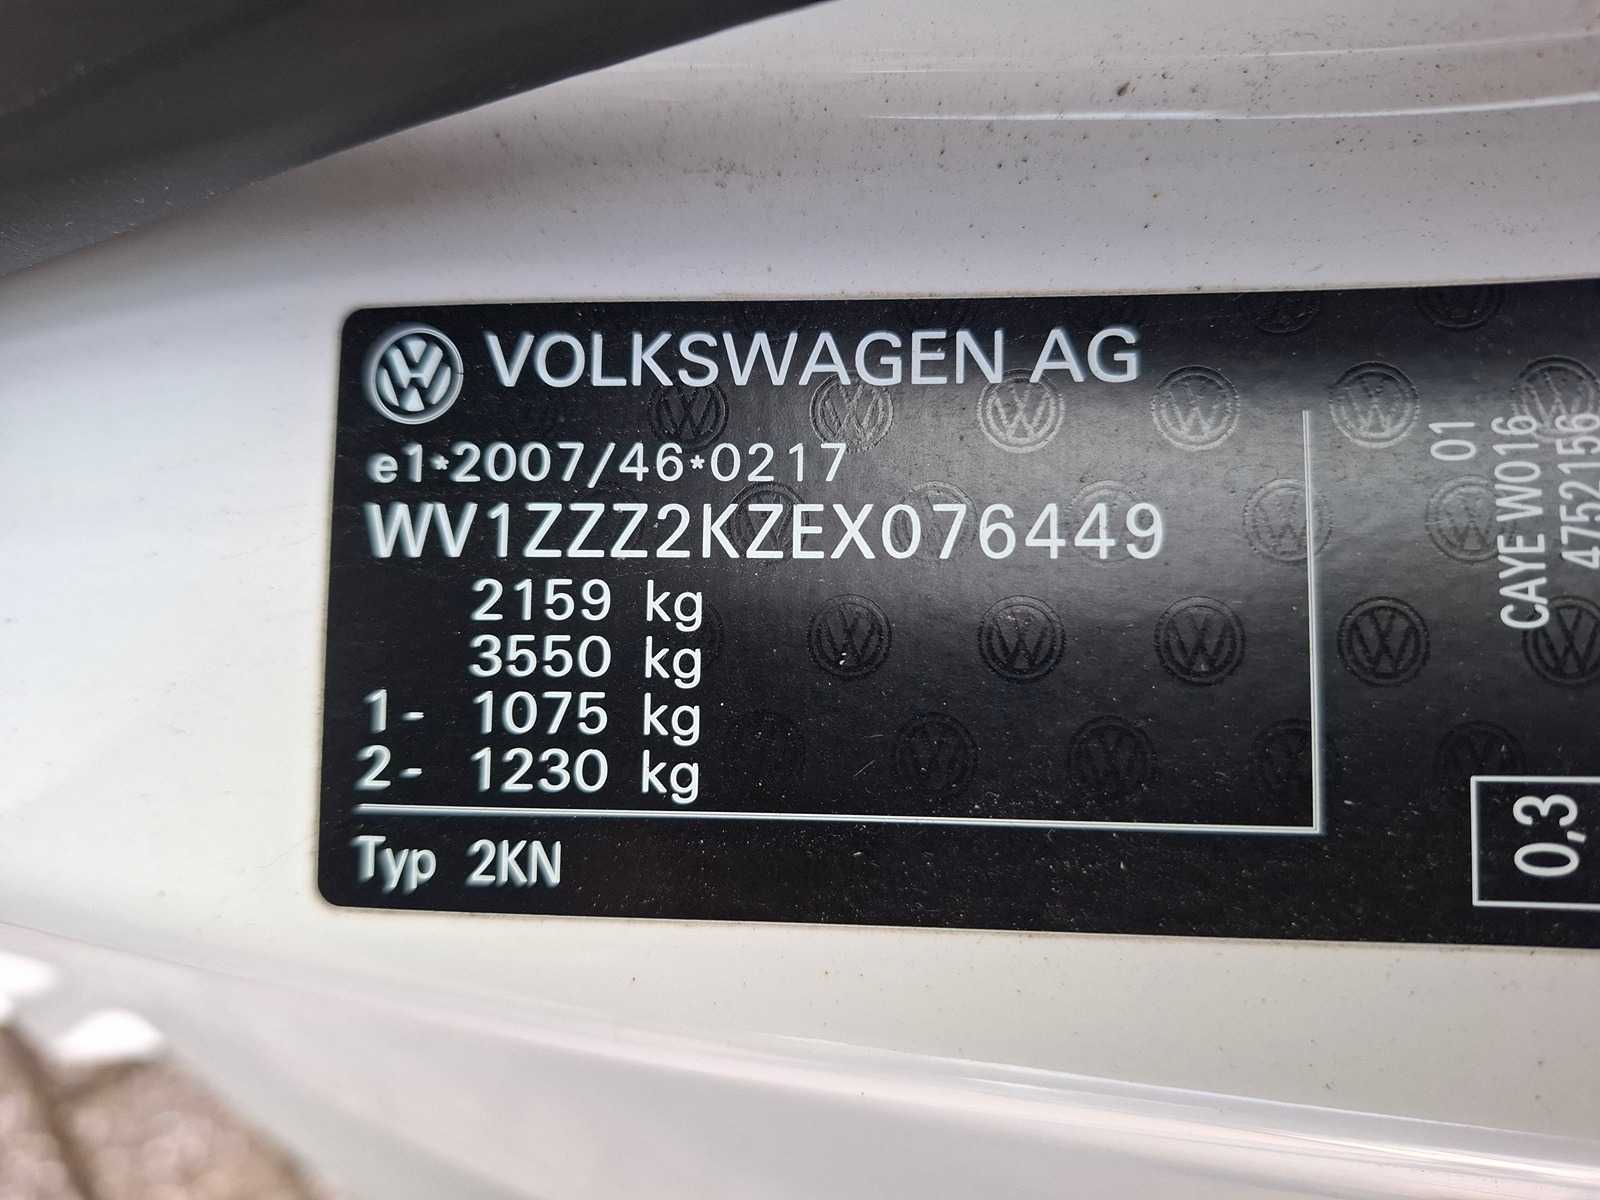 VOLKSWAGEN AG
e1*2007/46*0217
WV1ZZZ2KZEX076449
2159 kg
3550 kg
1- 1075 kg
2- 1230 kg
Typ 2KN
01
CAYE W016
4752156
0,3